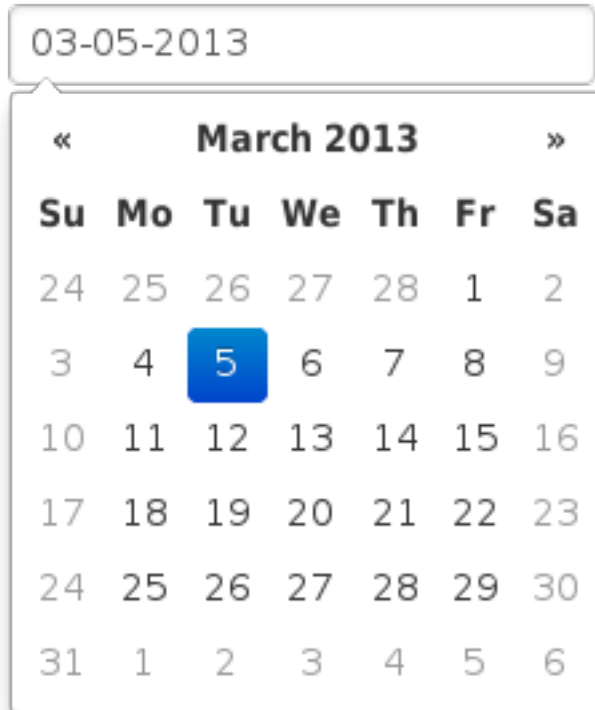 03-05-2013
« March 2013 »
Su Mo Tu We Th Fr Sa
24 25 26 27 28 1 2
3 4 5 6 7 8 9
10 11 12 13 14 15 16
17 18 19 20 21 22 23
24 25 26 27 28 29 30
31 1 2 3 4 5 6